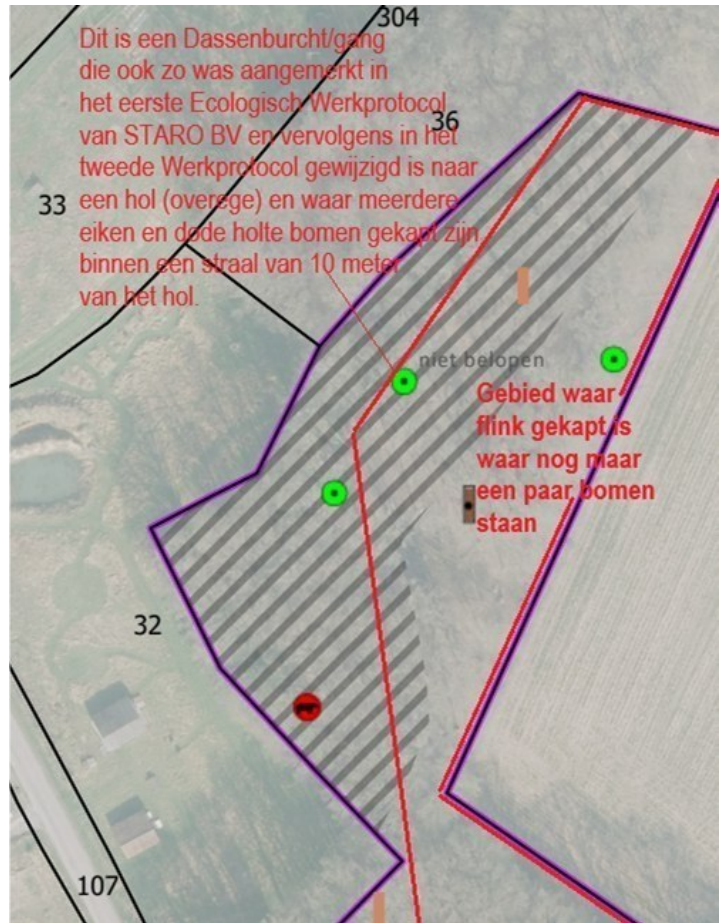 304
Dit is een Dassenburcht/gang
die ook zo was aangemerkt in
het eerste Ecologisch Werkprotocol
van STARO BV en vervolgens in het
36
tweede Werkprotocol gewijzigd is naar
een hol (overege) en waar meerdere
33
eiken en dode holte bomen gekapt zijn
binnen een straal van 10 meter
van het hol.
niet belopen
Gebied waar
flink gekapt is
waar nog maar
een paar bomen
staan
32
107